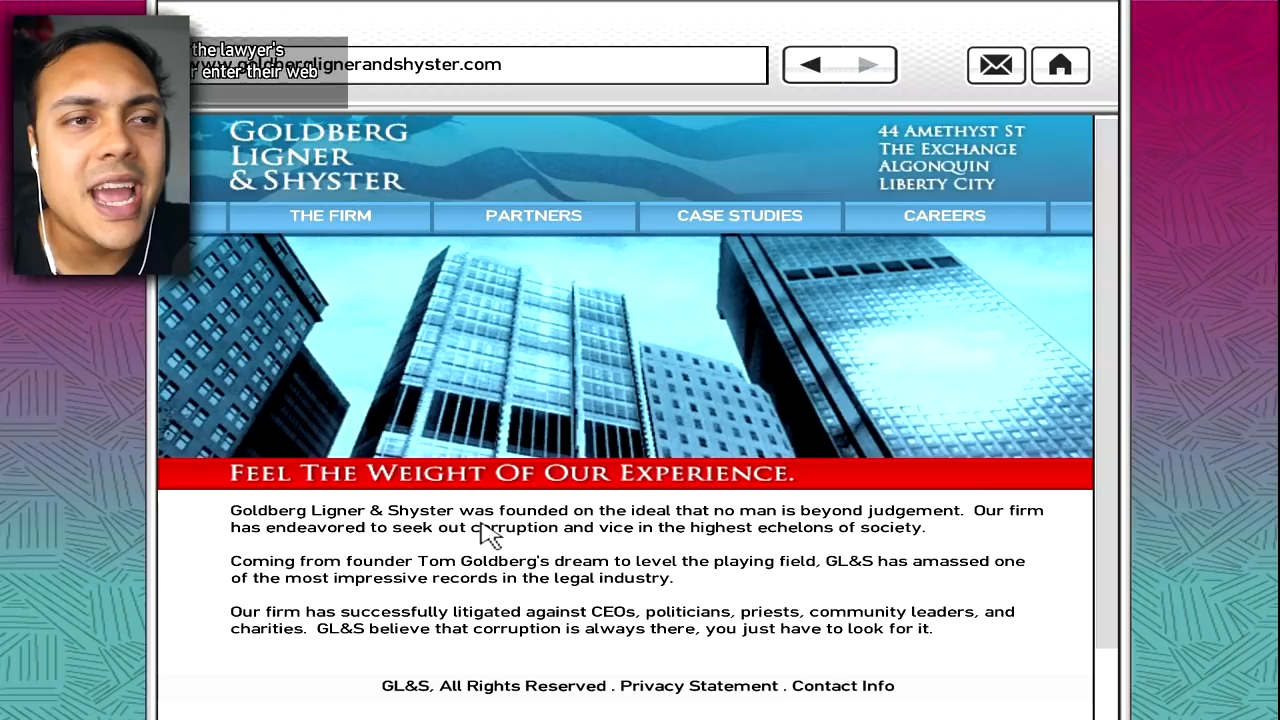 the lawyer's
r enter their web
www.goldberglignerandshyster.com
GOLDBERG
LIGNER
& SHYSTER
44 AMETHYST ST
THE EXCHANGE
ALGONQUIN
LIBERTY CITY
THE FIRM
PARTNERS
CASE STUDIES
CAREERS
FEEL THE WEIGHT OF OUR EXPERIENCE.
Goldberg Ligner & Shyster was founded on the ideal that no man is beyond judgement. Our firm
has endeavored to seek out corruption and vice in the highest echelons of society.
Coming from founder Tom Goldberg's dream to level the playing field, GL&S has amassed one
of the most impressive records in the legal industry.
Our firm has successfully litigated against CEOs, politicians, priests, community leaders, and
charities. GL&S believe that corruption is always there, you just have to look for it.
GL&S, All Rights Reserved . Privacy Statement . Contact Info